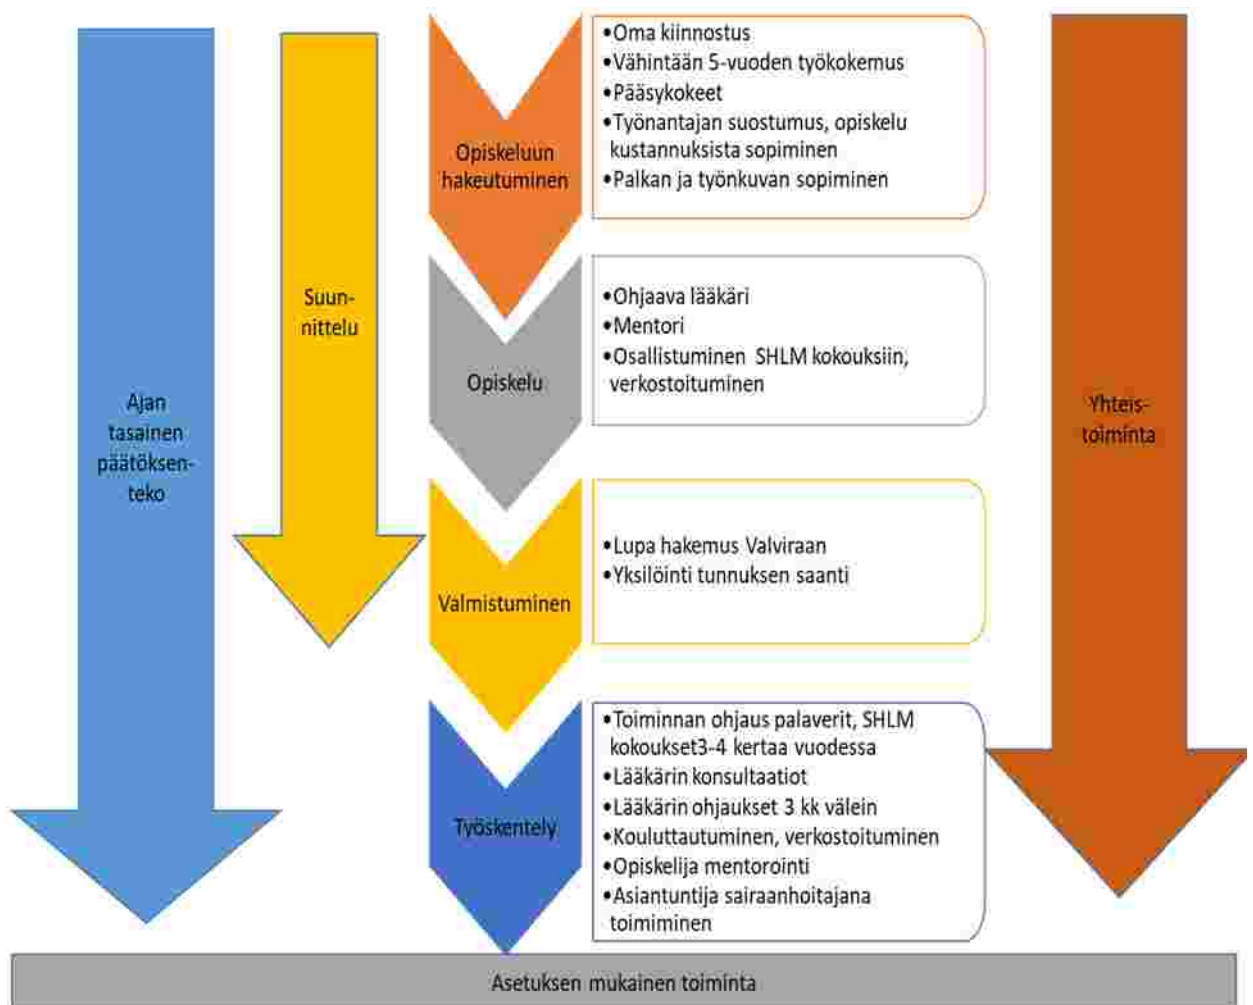 Ajan
tasainen
päätöksen-
teko
Suun-
nittelu
Opiskeluun
hakeutuminen
•Oma kiinnostus
•Vähintään 5-vuoden työkokemus
•Pääsykokeet
•Työnantajan suostumus, opiskelu
kustannuksista sopiminen
•Palkan ja työnkuvan sopiminen
Opiskelu
•Ohjaava lääkäri
•Mentori
•Osallistuminen SHLM kokouksiin,
verkostoituminen
Valmistuminen
•Lupa hakemus Valviraan
•Yksilöinti tunnuksen saanti
Työskentely
•Toiminnan ohjaus palaverit, SHLM
kokoukset3-4 kertaa vuodessa
•Lääkärin konsultaatiot
•Lääkärin ohjaukset 3 kk välein
•Kouluttautuminen, verkostoituminen
•Opiskelija mentorointi
•Asiantuntija sairaanhoitajana
toimiminen
Yhteis-
toiminta
Asetuksen mukainen toiminta